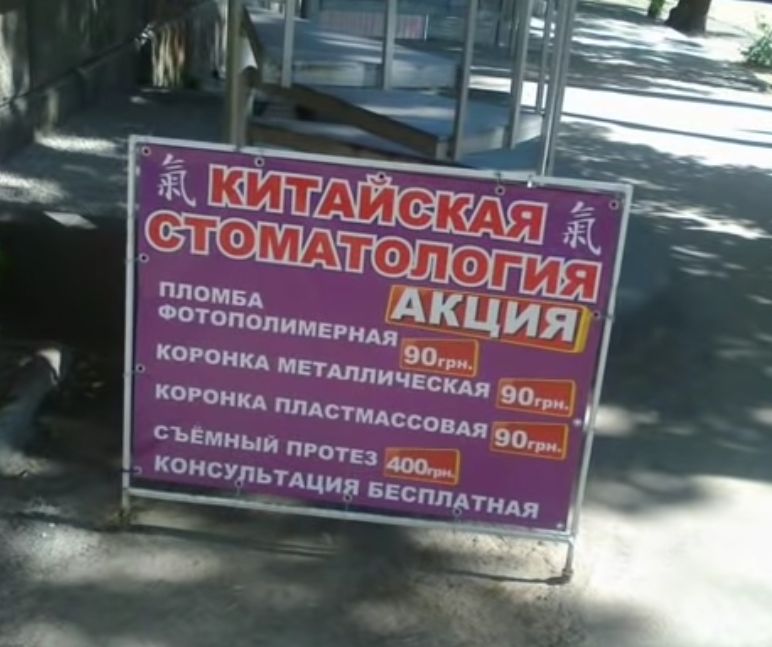 氣 КИТАЙСКАЯ 氣
СТОМАТОЛОГИЯ
АКЦИЯ
ПЛОМБА
ФОТОПОЛИМЕРНАЯ 90грн.
КОРОНКА МЕТАЛЛИЧЕСКАЯ 90грн.
КОРОНКА ПЛАСТМАССОВАЯ 90грн.
СЪЁМНЫЙ ПРОТЕЗ 400грн.
КОНСУЛЬТАЦИЯ БЕСПЛАТНАЯ